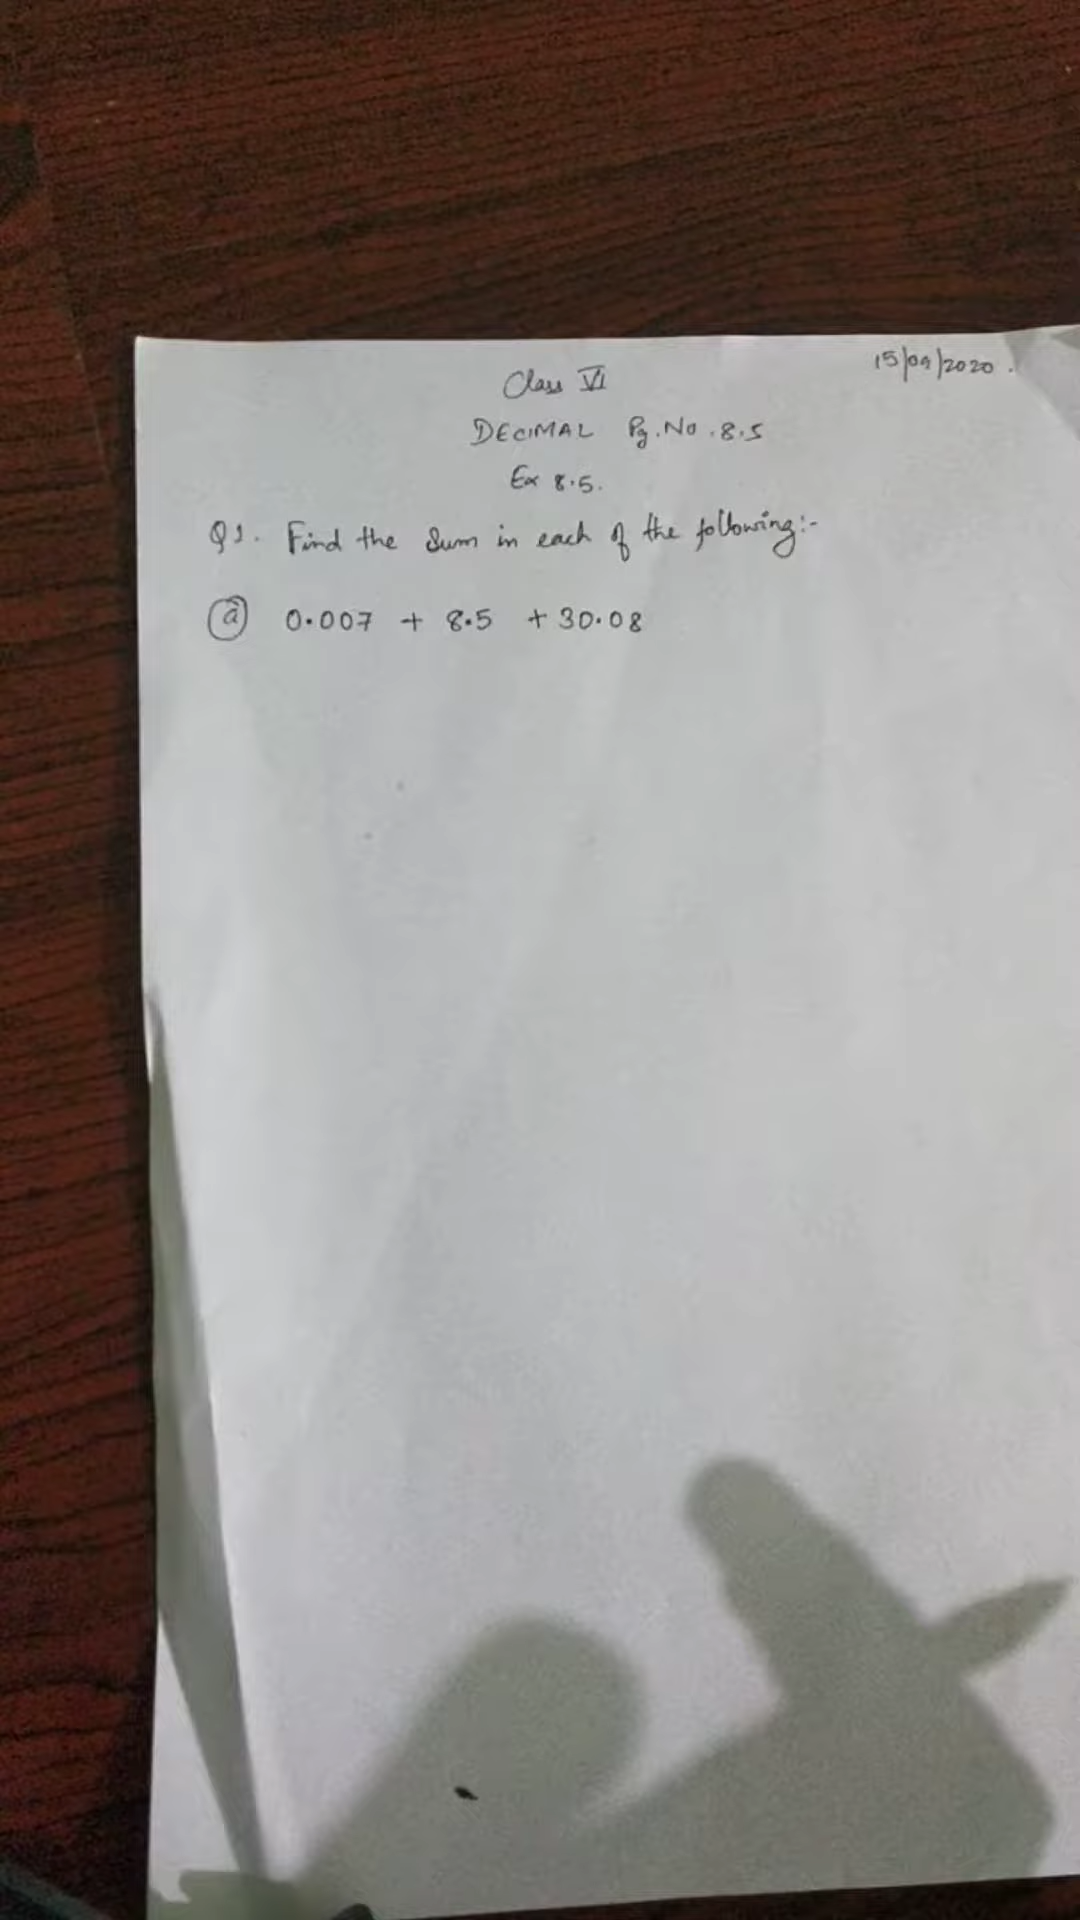 15/09/2020.
Class VI
DECIMAL Pg.No.8.5
Ex 8.5.
Q1. Find the Sum in each of the following:-
(a) 0.007 + 8.5 + 30.08